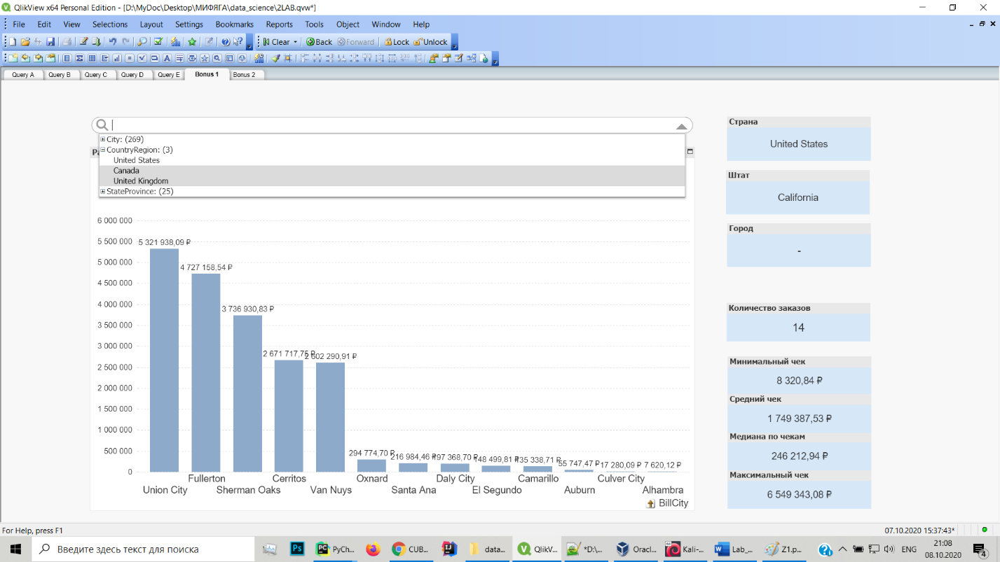 QlikView x64 Personal Edition - [D:\MyDoc\Desktop\МИФЯГА\data_science\2LAB.qvw*]
File Edit View Selections Layout Settings Bookmarks Reports Tools Object Window Help
Clear Back Forward Lock Unlock
Query A Query B Query C Query D Query E Bonus 1 Bonus 2
City: (269)
CountryRegion: (3)
United States
Canada
United Kingdom
StateProvince: (25)
Страна
United States
Штат
California
Город
-
Количество заказов
14
Минимальный чек
8 320,84 ₽
Средний чек
1 749 387,53 ₽
Медиана по чекам
246 212,94 ₽
Максимальный чек
6 549 343,08 ₽
6 000 000
5 500 000
5 000 000
4 500 000
4 000 000
3 500 000
3 000 000
2 500 000
2 000 000
1 500 000
1 000 000
500 000
0
5 321 938,09 ₽
4 727 158,54 ₽
3 736 930,83 ₽
2 671 717,75 ₽
2 602 290,91 ₽
294 774,70 ₽
216 984,46 ₽
197 368,70 ₽
148 499,81 ₽
135 338,71 ₽
55 747,47 ₽
17 280,09 ₽
7 620,12 ₽
Fullerton Cerritos Oxnard Daly City Camarillo Culver City
Union City Sherman Oaks Van Nuys Santa Ana El Segundo Auburn Alhambra
BillCity
For Help, press F1
07.10.2020 15:37:43*
Введите здесь текст для поиска
Ps PyCh... CUB... data... QlikV... *D:\... Oracl... Kali-... Lab_... Z1.p... ENG
21:08
08.10.2020
4